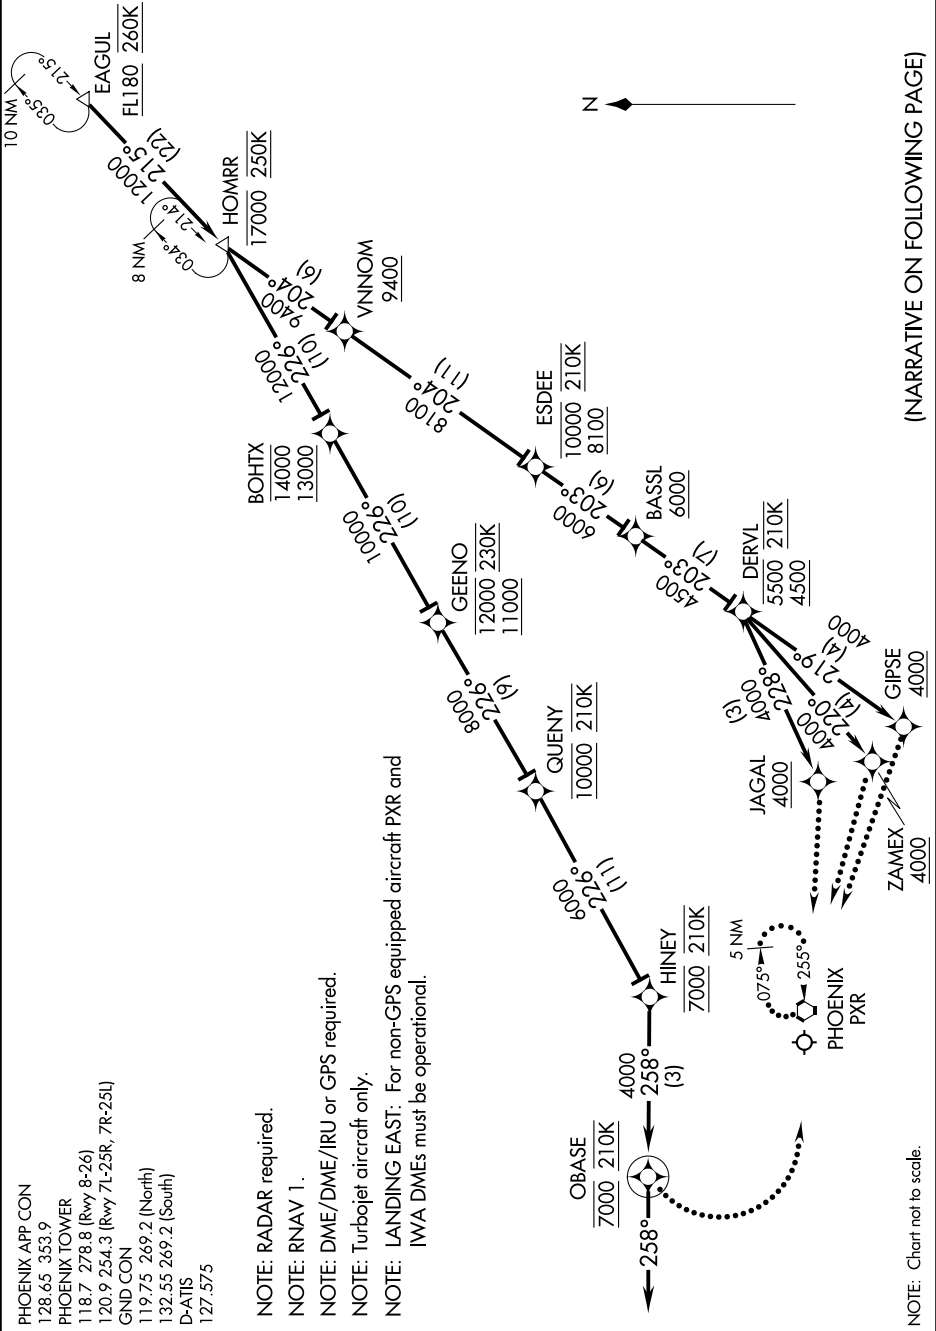 PHOENIX APP CON
128.65 353.9
PHOENIX TOWER
118.7 278.8 (Rwy 8-26)
120.9 254.3 (Rwy 7L-25R, 7R-25L)
GND CON
119.75 269.2 (North)
132.55 269.2 (South)
D-ATIS
127.575
NOTE: RADAR required.
NOTE: RNAV 1.
NOTE: DME/DME/IRU or GPS required.
NOTE: Turbojet aircraft only.
NOTE: LANDING EAST: For non-GPS equipped aircraft PXR and
IWA DMEs must be operational.
10 NM
035°
215°
EAGUL
FL180 260K
12000
215°
(22)
8 NM
034°
214°
HOMRR
17000 250K
12000
226°
(10)
BOHTX
14000
13000
10000
226°
(10)
GEENO
12000 230K
11000
8000
226°
(9)
QUENY
10000 210K
6000
226°
(11)
HINEY
7000 210K
4000
258°
(3)
OBASE
7000 210K
258°
9400
204°
(6)
VNNOM
9400
8100
204°
(11)
ESDEE
10000 210K
8100
6000
203°
(6)
BASSL
6000
4500
203°
(7)
DERVL
5500 210K
4500
(3)
4000
228°
JAGAL
4000
4000
220°
(4)
ZAMEX
4000
219°
(4)
4000
GIPSE
4000
5 NM
075°
255°
PHOENIX
PXR
N
(NARRATIVE ON FOLLOWING PAGE)
NOTE: Chart not to scale.